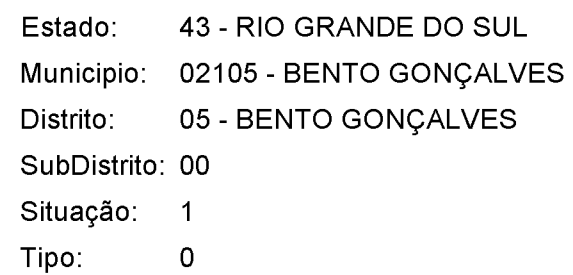 Estado: 43 - RIO GRANDE DO SUL
Municipio: 02105 - BENTO GONÇALVES
Distrito: 05 - BENTO GONÇALVES
SubDistrito: 00
Situação: 1
Tipo: 0